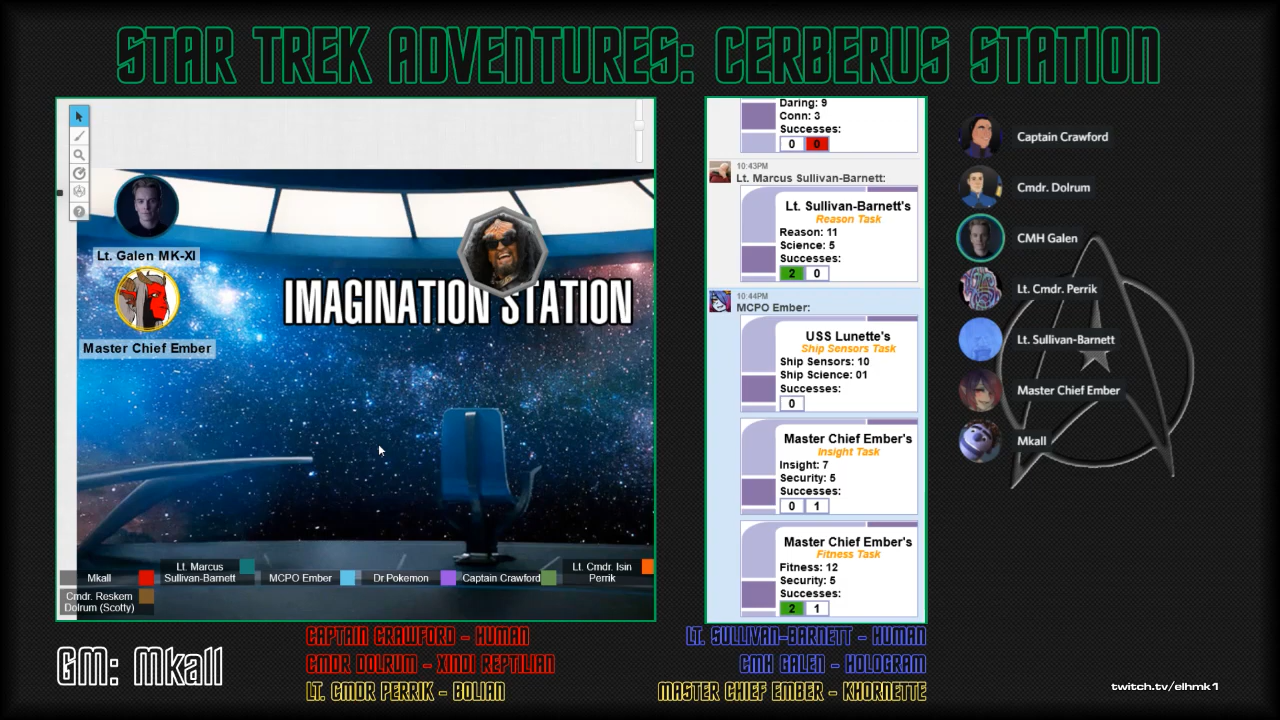 STAR TREK ADVENTURES: CERBERUS STATION
Lt. Galen MK-XI
Master Chief Ember
IMAGINATION STATION
Mkall
Lt. Marcus
Sullivan-Barnett
MCPO Ember
Dr.Pokemon
Captain Crawford
Lt. Cmdr. Isin
Perrik
Cmdr. Reskem
Dolrum (Scotty)
Daring: 9
Conn: 3
Successes:
0 0
10:43PM
Lt. Marcus Sullivan-Barnett:
Lt. Sullivan-Barnett's
Reason Task
Reason: 11
Science: 5
Successes:
2 0
10:44PM
MCPO Ember:
USS Lunette's
Ship Sensors Task
Ship Sensors: 10
Ship Science: 01
Successes:
0
Master Chief Ember's
Insight Task
Insight: 7
Security: 5
Successes:
0 1
Master Chief Ember's
Fitness Task
Fitness: 12
Security: 5
Successes:
2 1
Captain Crawford
Cmdr. Dolrum
CMH Galen
Lt. Cmdr. Perrik
Lt. Sullivan-Barnett
Master Chief Ember
Mkall
GM: Mkall
CAPTAIN CRAWFORD - HUMAN
CMDR DOLRUM - XINDI REPTILIAN
LT. CMDR PERRIK - BOLIAN
LT. SULLIVAN-BARNETT - HUMAN
CMH GALEN - HOLOGRAM
MASTER CHIEF EMBER - KHORNETTE
twitch.tv/elhmk1